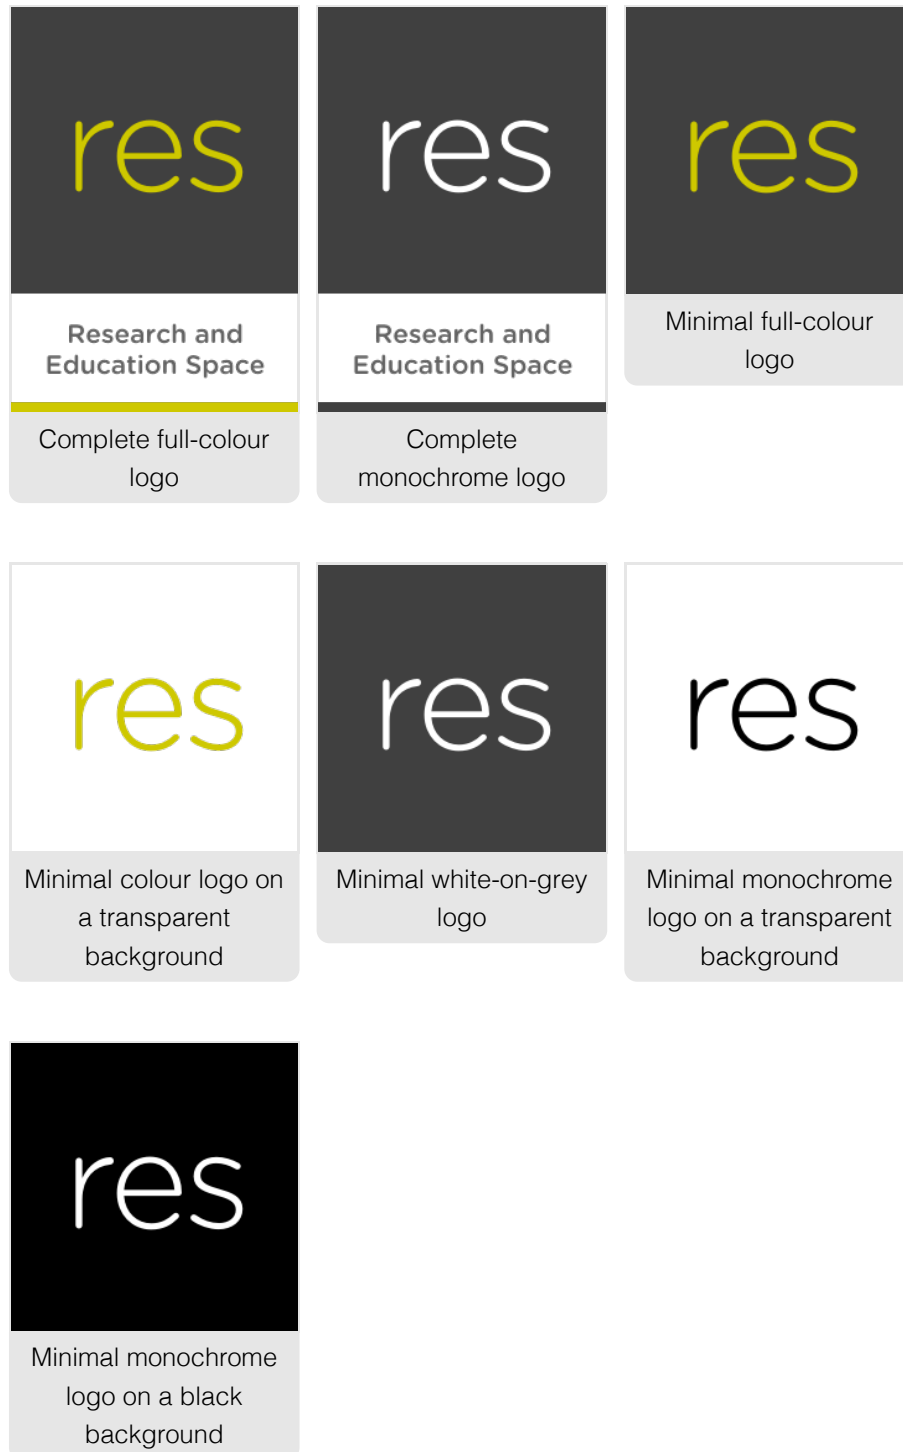 res
Research and
Education Space
Complete full-colour
logo
res
Research and
Education Space
Complete
monochrome logo
res
Minimal full-colour
logo
res
Minimal colour logo on
a transparent
background
res
Minimal white-on-grey
logo
res
Minimal monochrome
logo on a transparent
background
res
Minimal monochrome
logo on a black
background